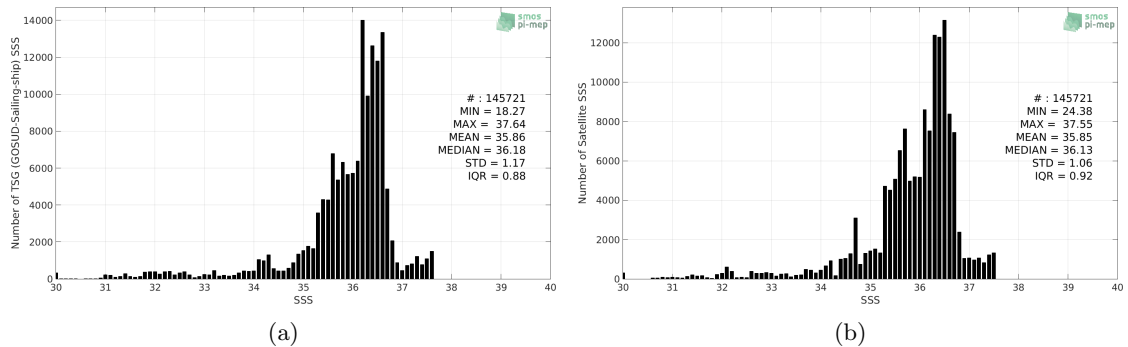 14000
12000
10000
8000
6000
4000
2000
0
Number of TSG (GOSUD-Sailing-ship) SSS
smos
pi-mep
# : 145721
MIN = 18.27
MAX = 37.64
MEAN = 35.86
MEDIAN = 36.18
STD = 1.17
IQR = 0.88
30 31 32 33 34 35 36 37 38 39 40
SSS
(a)
12000
10000
8000
6000
4000
2000
0
Number of Satellite SSS
smos
pi-mep
# : 145721
MIN = 24.38
MAX = 37.55
MEAN = 35.85
MEDIAN = 36.13
STD = 1.06
IQR = 0.92
30 31 32 33 34 35 36 37 38 39 40
SSS
(b)